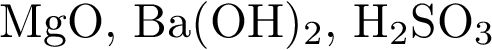 MgO, Ba(OH)₂, H₂SO₃